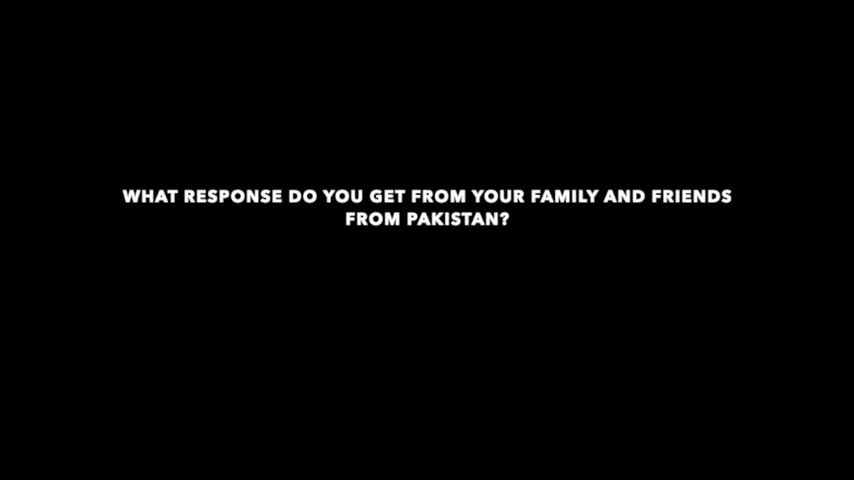 WHAT RESPONSE DO YOU GET FROM YOUR FAMILY AND FRIENDS
FROM PAKISTAN?